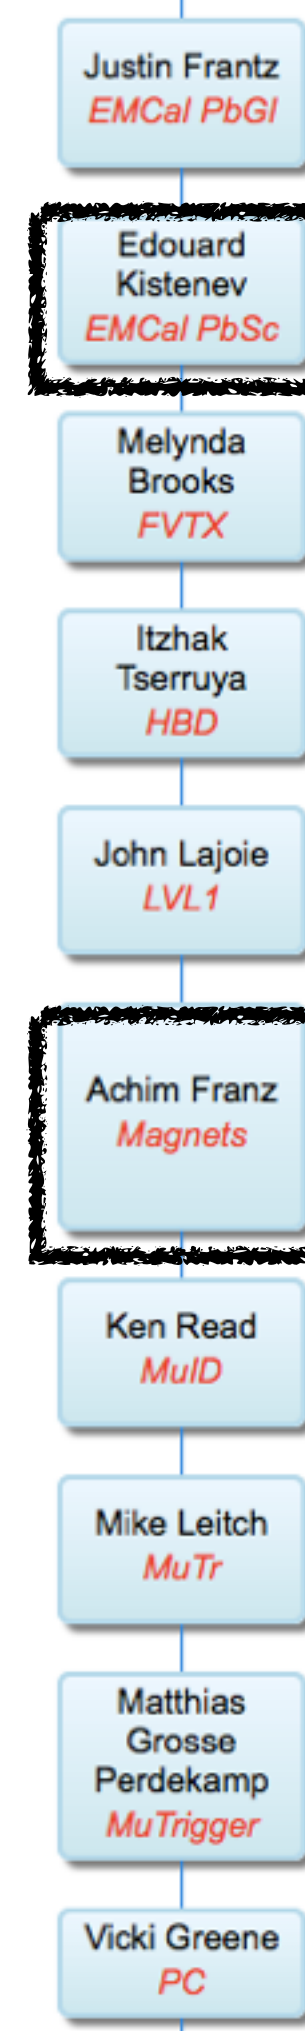 Justin Frantz
EMCal PbGl
Edouard
Kistenev
EMCal PbSc
Melynda
Brooks
FVTX
Itzhak
Tserruya
HBD
John Lajoie
LVL1
Achim Franz
Magnets
Ken Read
MuID
Mike Leitch
MuTr
Matthias
Grosse
Perdekamp
MuTrigger
Vicki Greene
PC